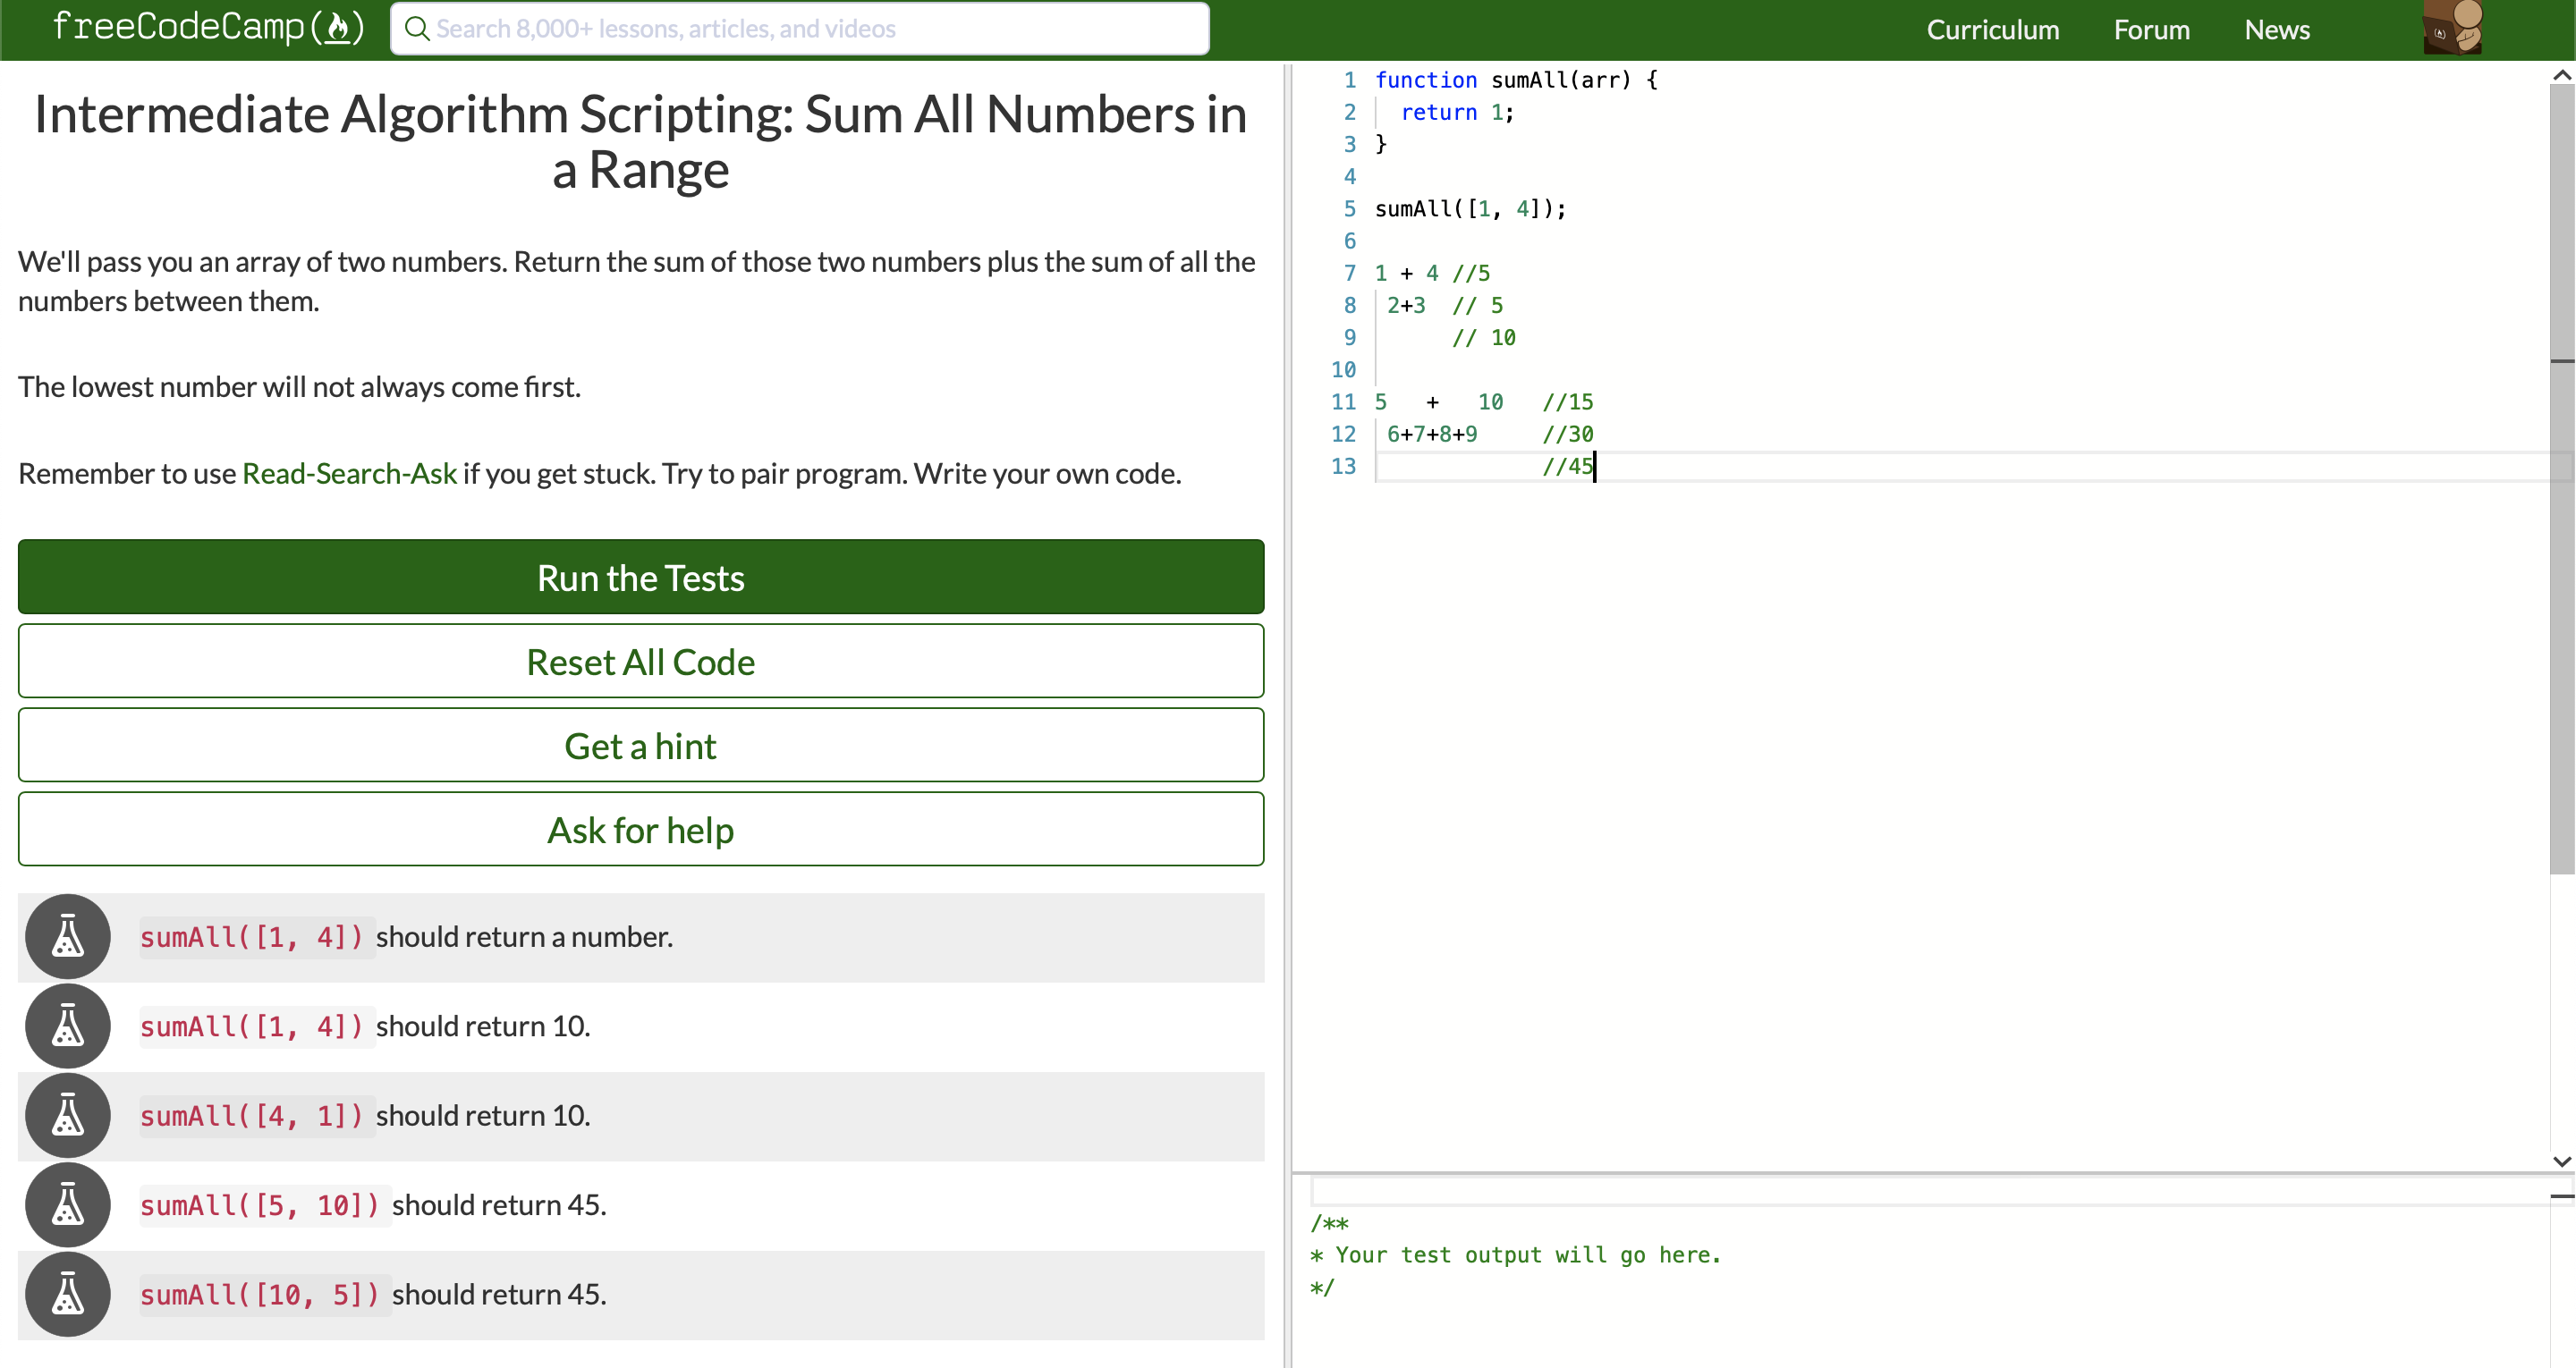 freeCodeCamp
Search 8,000+ lessons, articles, and videos
Curriculum
Forum
News
Intermediate Algorithm Scripting: Sum All Numbers in
a Range
We'll pass you an array of two numbers. Return the sum of those two numbers plus the sum of all the
numbers between them.
The lowest number will not always come first.
Remember to use Read-Search-Ask if you get stuck. Try to pair program. Write your own code.
Run the Tests
Reset All Code
Get a hint
Ask for help
sumAll([1, 4]) should return a number.
sumAll([1, 4]) should return 10.
sumAll([4, 1]) should return 10.
sumAll([5, 10]) should return 45.
sumAll([10, 5]) should return 45.
1 function sumAll(arr) {
2 return 1;
3 }
4
5 sumAll([1, 4]);
6
7 1 + 4 //5
8 2+3 // 5
9 // 10
10
11 5 + 10 //15
12 6+7+8+9 //30
13 //45
/**
* Your test output will go here.
*/